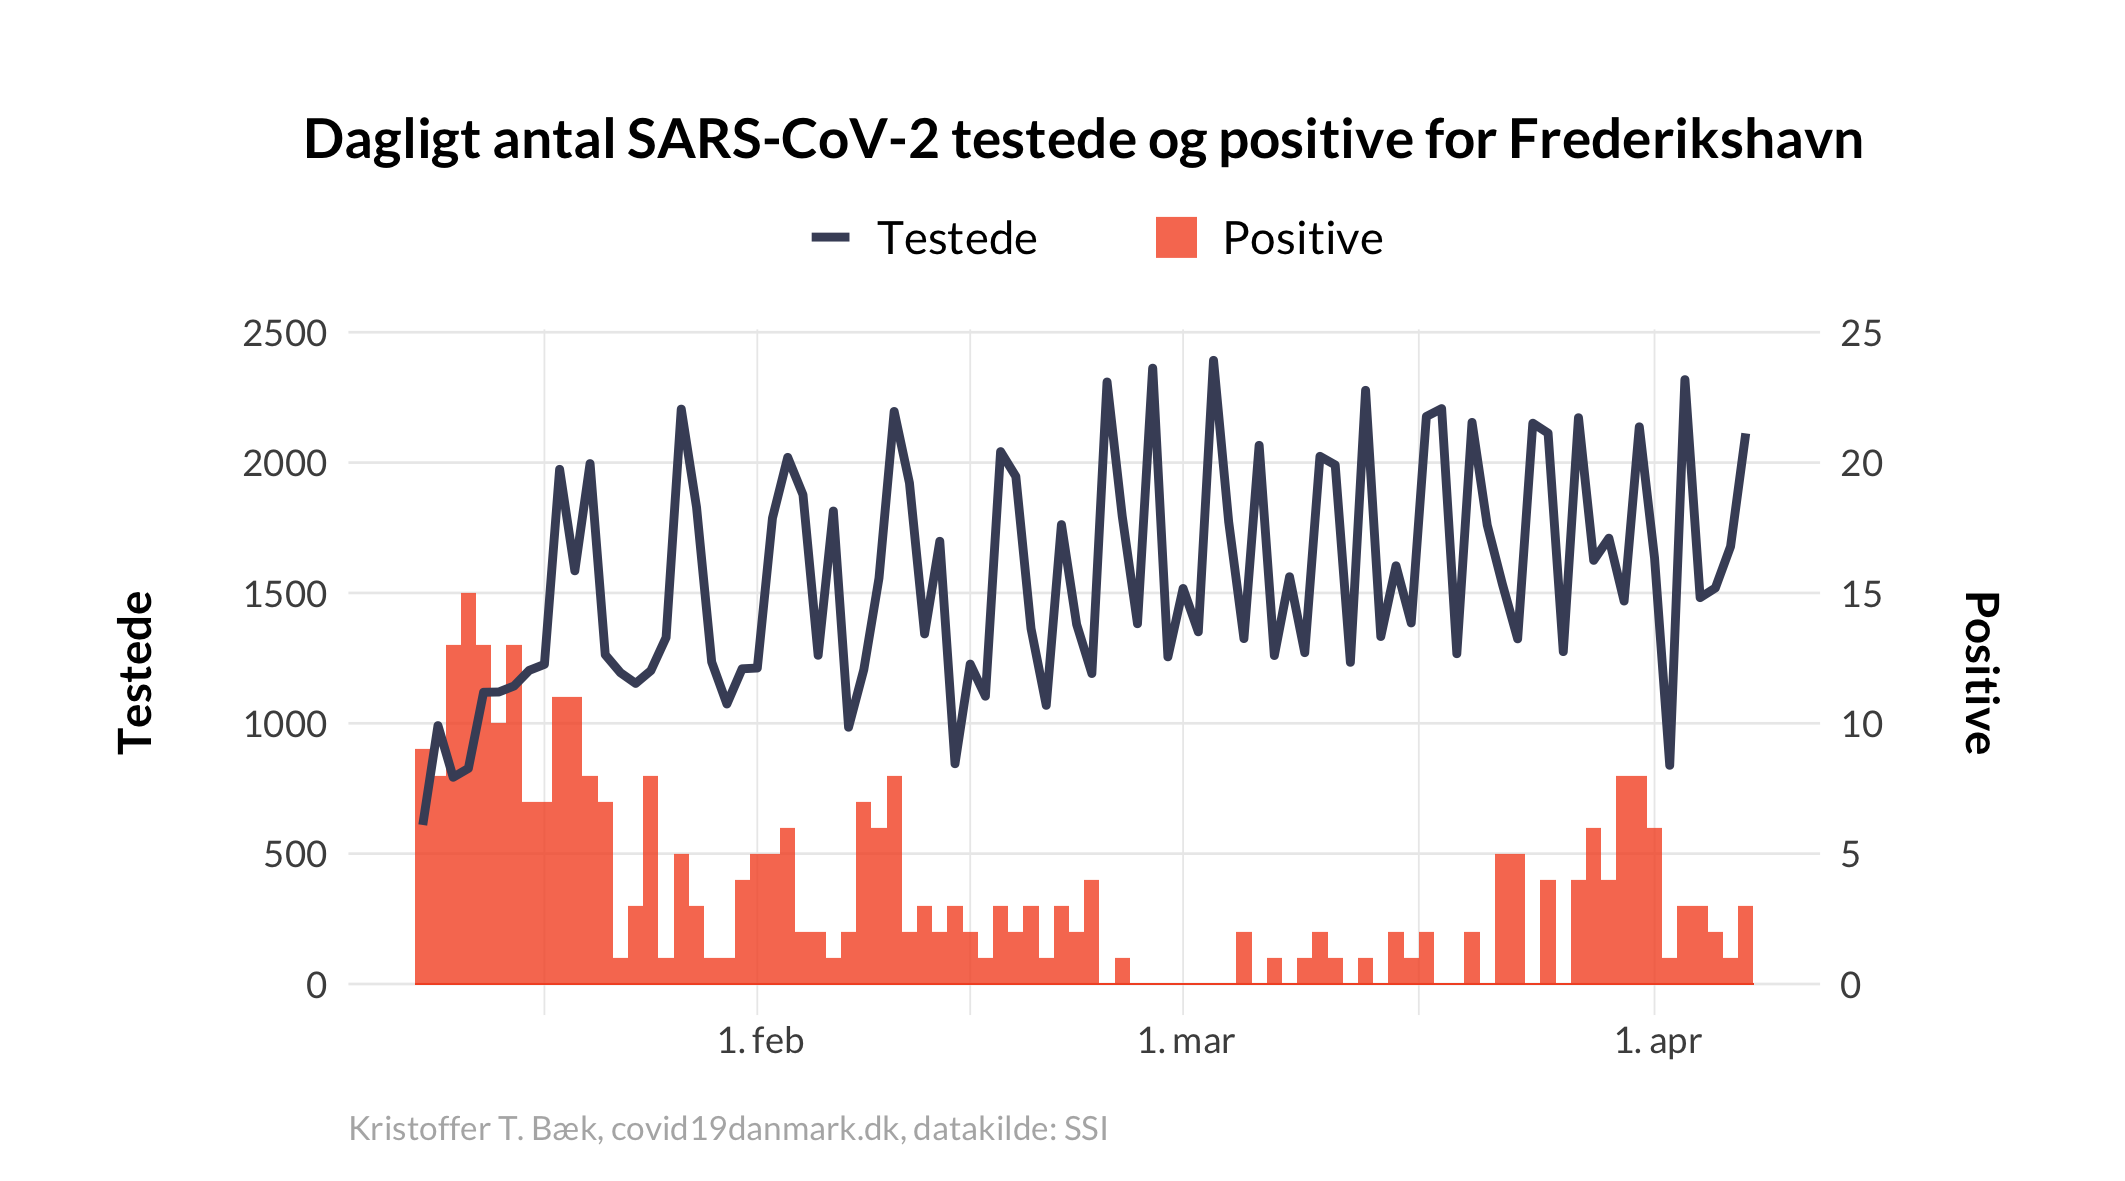 Dagligt antal SARS-CoV-2 testede og positive for Frederikshavn
Testede Positive
2500 25
2000 20
1500 15
1000 10
500 5
0 0
Testede
Positive
1. feb 1. mar 1. apr
Kristoffer T. Bæk, covid19danmark.dk, datakilde: SSI